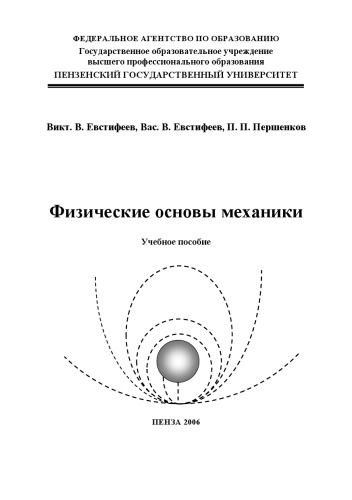 ФЕДЕРАЛЬНОЕ АГЕНТСТВО ПО ОБРАЗОВАНИЮ
Государственное образовательное учреждение
высшего профессионального образования
ПЕНЗЕНСКИЙ ГОСУДАРСТВЕННЫЙ УНИВЕРСИТЕТ
Викт. В. Евстифеев, Вас. В. Евстифеев, П. П. Першенков
Физические основы механики
Учебное пособие
ПЕНЗА 2006